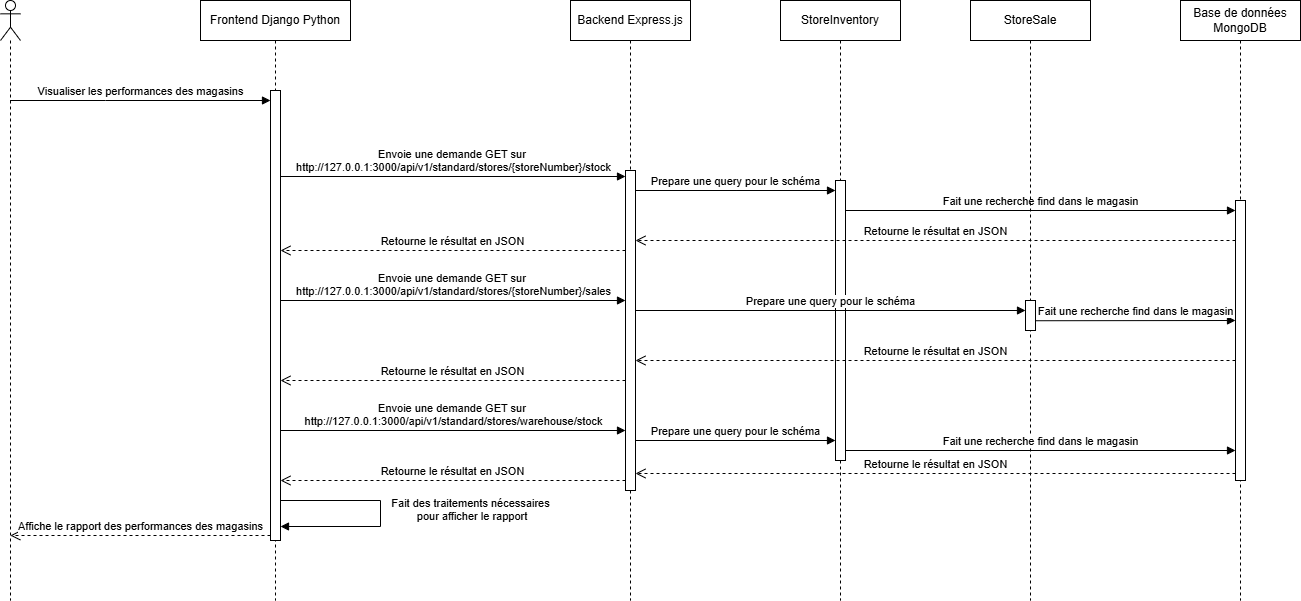 Frontend Django Python
Backend Express.js
StoreInventory
StoreSale
Base de données
MongoDB
Visualiser les performances des magasins
Envoie une demande GET sur
http://127.0.0.1:3000/api/v1/standard/stores/{storeNumber}/stock
Prepare une query pour le schéma
Fait une recherche find dans le magasin
Retourne le résultat en JSON
Retourne le résultat en JSON
Envoie une demande GET sur
http://127.0.0.1:3000/api/v1/standard/stores/{storeNumber}/sales
Prepare une query pour le schéma
Fait une recherche find dans le magasin
Retourne le résultat en JSON
Retourne le résultat en JSON
Envoie une demande GET sur
http://127.0.0.1:3000/api/v1/standard/stores/warehouse/stock
Prepare une query pour le schéma
Fait une recherche find dans le magasin
Retourne le résultat en JSON
Retourne le résultat en JSON
Fait des traitements nécessaires
pour afficher le rapport
Affiche le rapport des performances des magasins